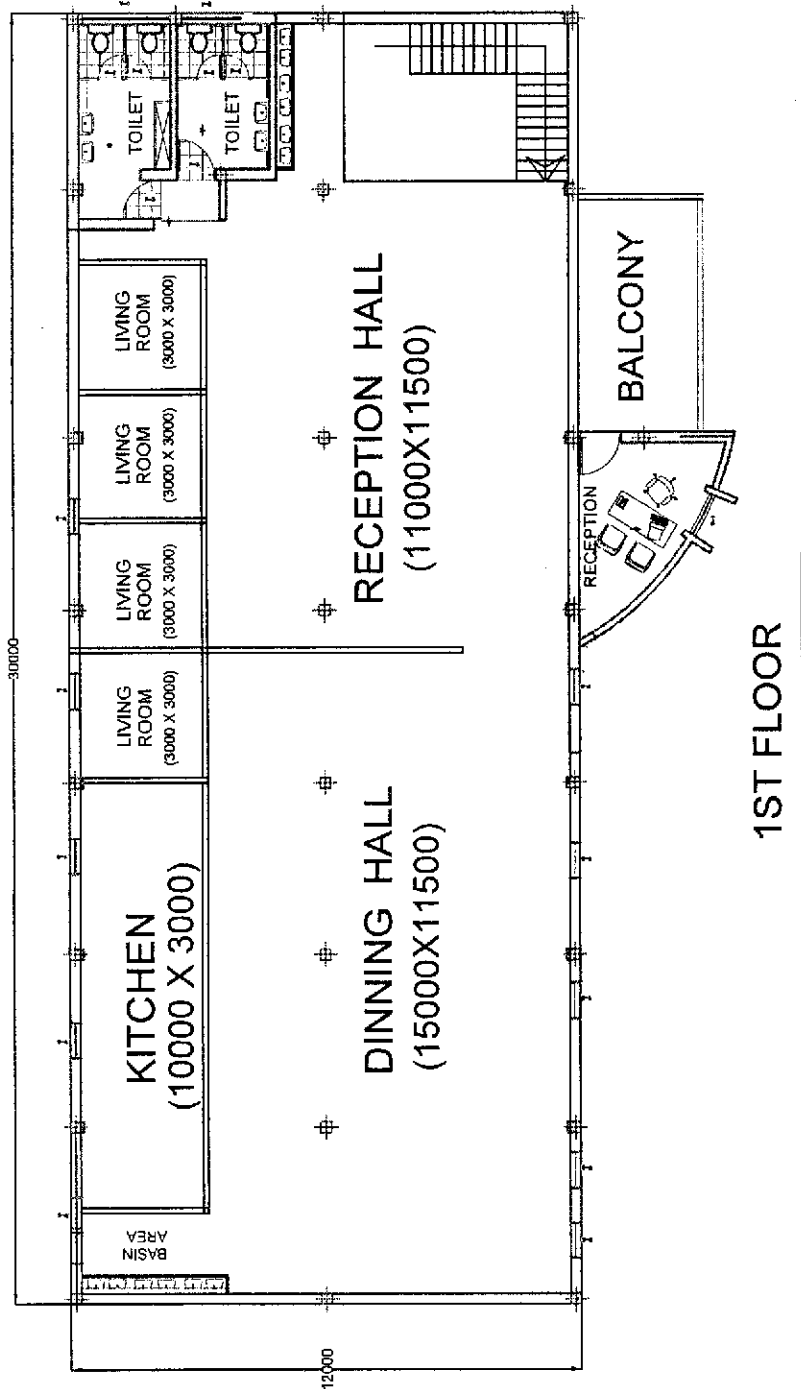 30000
12000
BASIN
AREA
KITCHEN
(10000 X 3000)
LIVING
ROOM
(3000 X 3000)
LIVING
ROOM
(3000 X 3000)
LIVING
ROOM
(3000 X 3000)
LIVING
ROOM
(3000 X 3000)
TOILET
TOILET
DINNING HALL
(15000X11500)
RECEPTION HALL
(11000X11500)
RECEPTION
BALCONY
1ST FLOOR